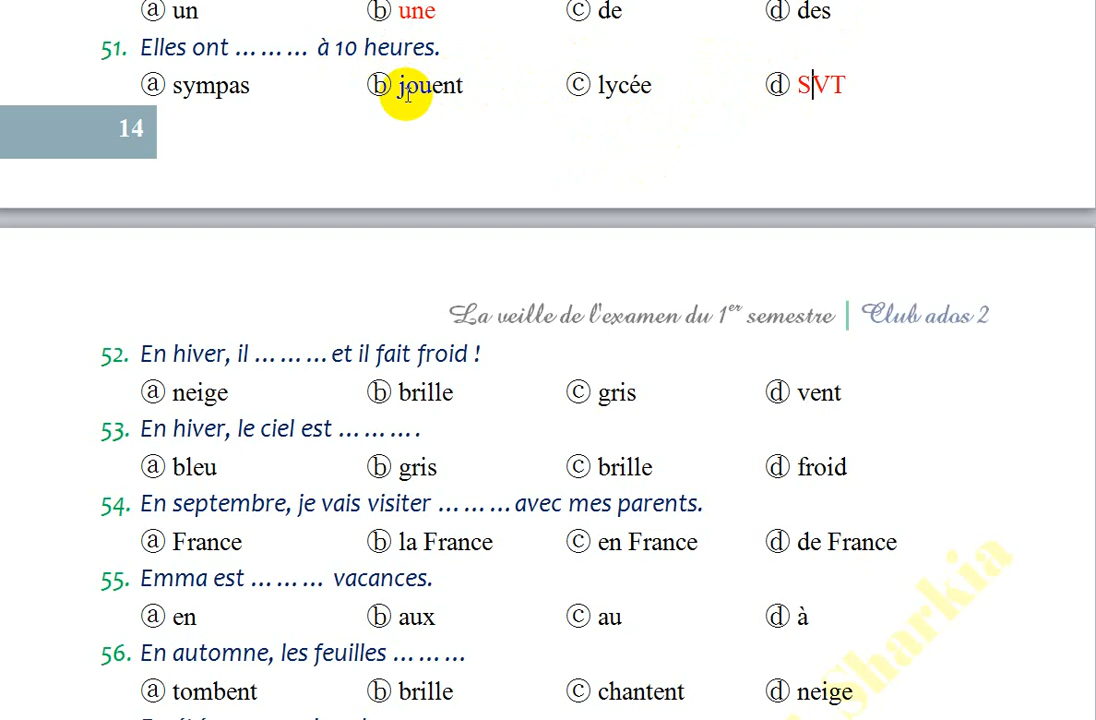 ⓐ un ⓑ une ⓒ de ⓓ des
51. Elles ont ……… à 10 heures.
ⓐ sympas ⓑ jouent ⓒ lycée ⓓ SVT
14
La veille de l'examen du 1er semestre | Club ados 2
52. En hiver, il ……… et il fait froid !
ⓐ neige ⓑ brille ⓒ gris ⓓ vent
53. En hiver, le ciel est ……… .
ⓐ bleu ⓑ gris ⓒ brille ⓓ froid
54. En septembre, je vais visiter ……… avec mes parents.
ⓐ France ⓑ la France ⓒ en France ⓓ de France
55. Emma est ……… vacances.
ⓐ en ⓑ aux ⓒ au ⓓ à
56. En automne, les feuilles ………
ⓐ tombent ⓑ brille ⓒ chantent ⓓ neige
Sharkia